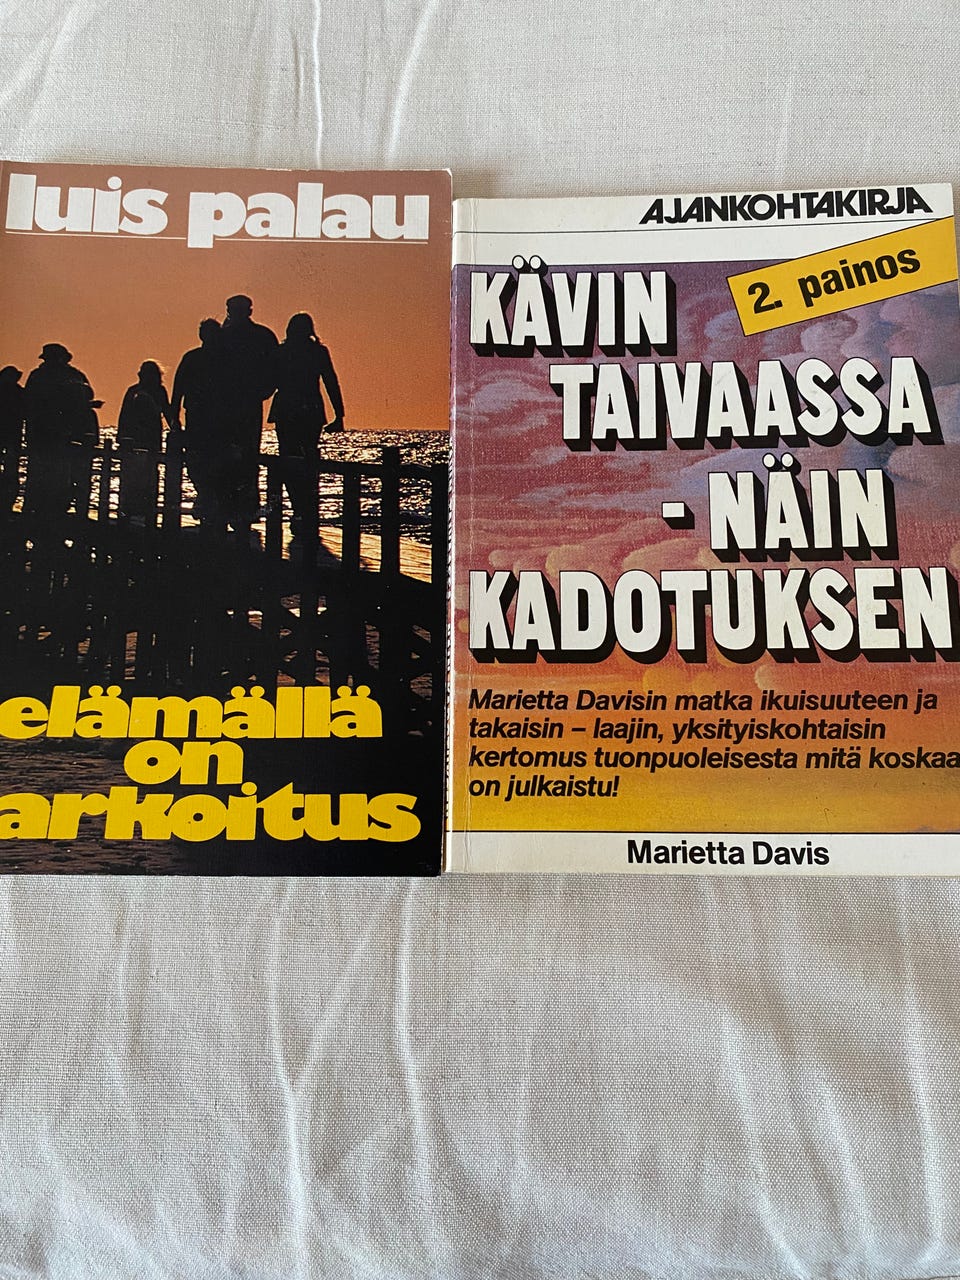 luis palau
elämällä
on
arkoitus
AJANKOHTAKIRJA
2. painos
KÄVIN
TAIVAASSA
- NÄIN
KADOTUKSEN
Marietta Davisin matka ikuisuuteen ja
takaisin – laajin, yksityiskohtaisin
kertomus tuonpuoleisesta mitä koskaa
on julkaistu!
Marietta Davis